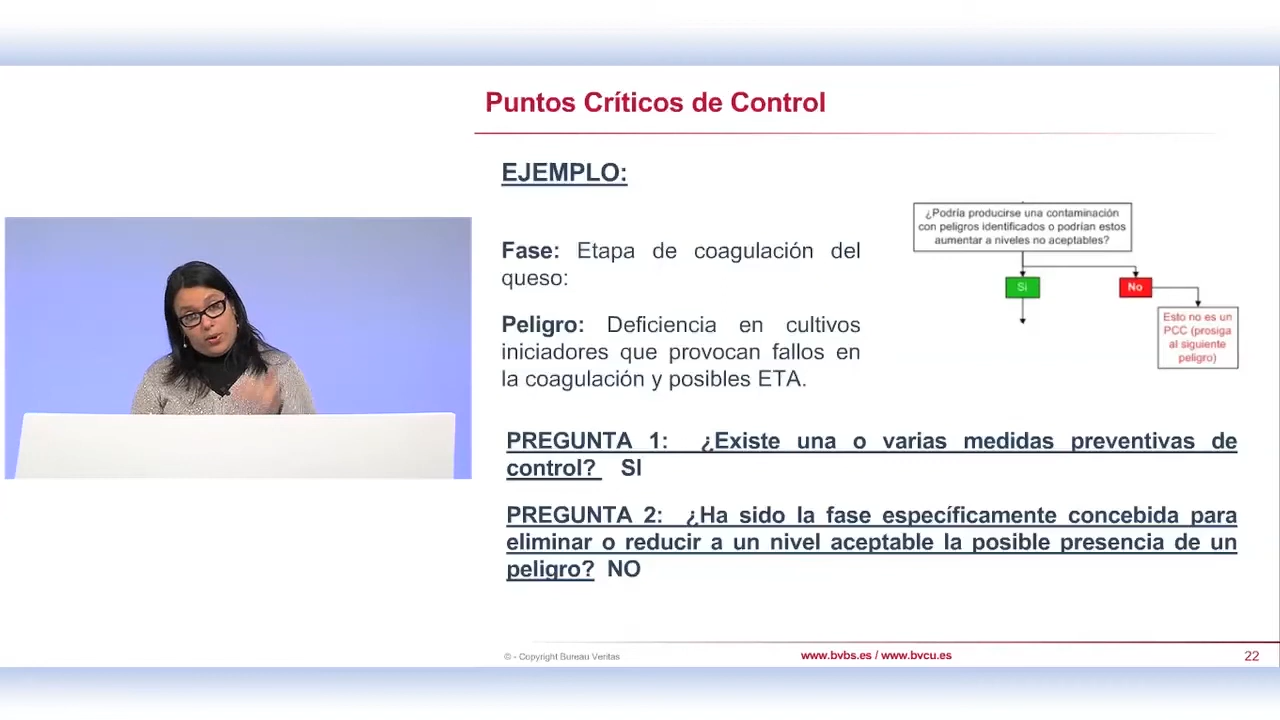 Puntos Críticos de Control
EJEMPLO:
Fase: Etapa de coagulación del
queso:
Peligro: Deficiencia en cultivos
iniciadores que provocan fallos en
la coagulación y posibles ETA.
¿Podría producirse una contaminación
con peligros identificados o podrían estos
aumentar a niveles no aceptables?
Si
No
Esto no es un
PCC (prosiga
al siguiente
peligro)
PREGUNTA 1: ¿Existe una o varias medidas preventivas de
control? SI
PREGUNTA 2: ¿Ha sido la fase específicamente concebida para
eliminar o reducir a un nivel aceptable la posible presencia de un
peligro? NO
© - Copyright Bureau Veritas
www.bvbs.es / www.bvcu.es
22